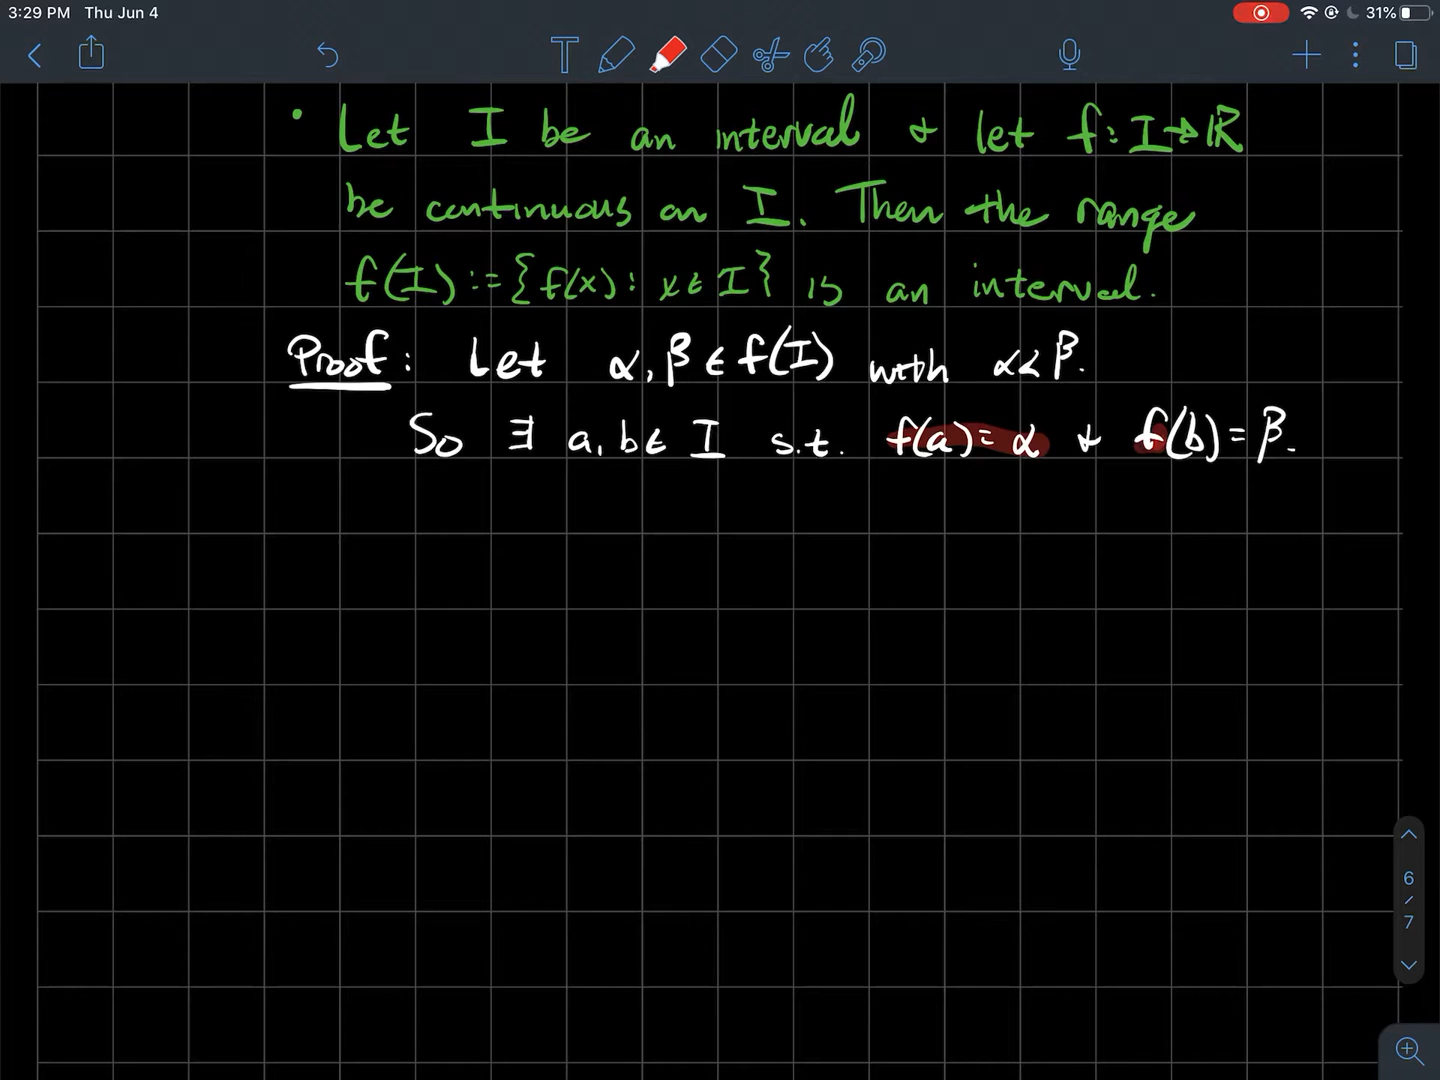 3:29 PM Thu Jun 4
31%
T
• Let I be an interval & let f: I→ℝ
be continuous on I. Then the range
f(I) := {f(x) : x ∈ I} is an interval.
Proof: Let α, β ∈ f(I) with α < β.
So ∃ a, b ∈ I s.t. f(a) = α & f(b) = β.
6
/
7